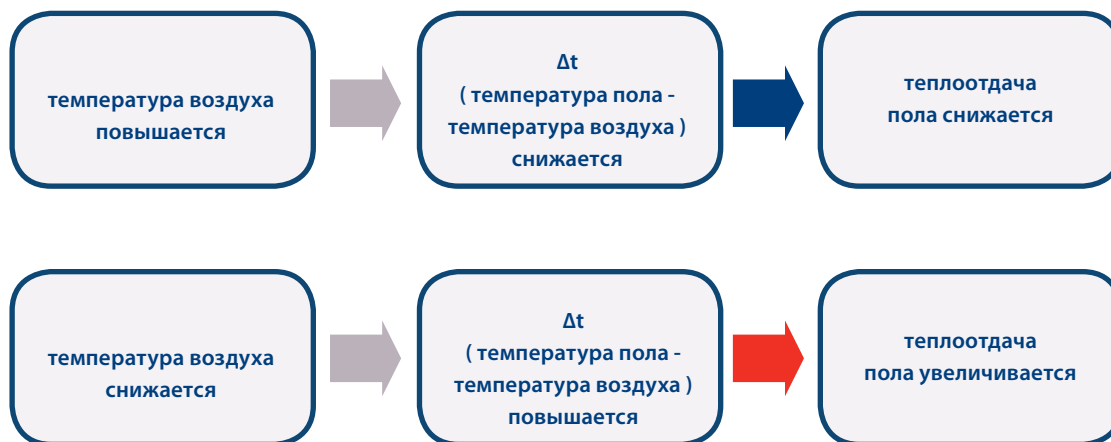 температура воздуха
повышается
Δt
( температура пола -
температура воздуха )
снижается
теплоотдача
пола снижается
температура воздуха
снижается
Δt
( температура пола -
температура воздуха )
повышается
теплоотдача
пола увеличивается